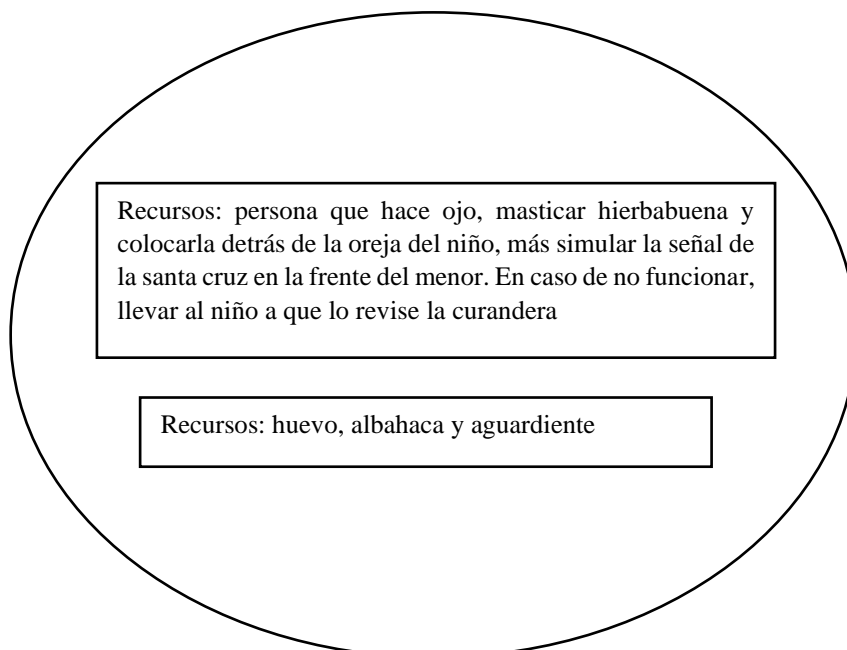 Recursos: persona que hace ojo, masticar hierbabuena y
colocarla detrás de la oreja del niño, más simular la señal de
la santa cruz en la frente del menor. En caso de no funcionar,
llevar al niño a que lo revise la curandera
Recursos: huevo, albahaca y aguardiente